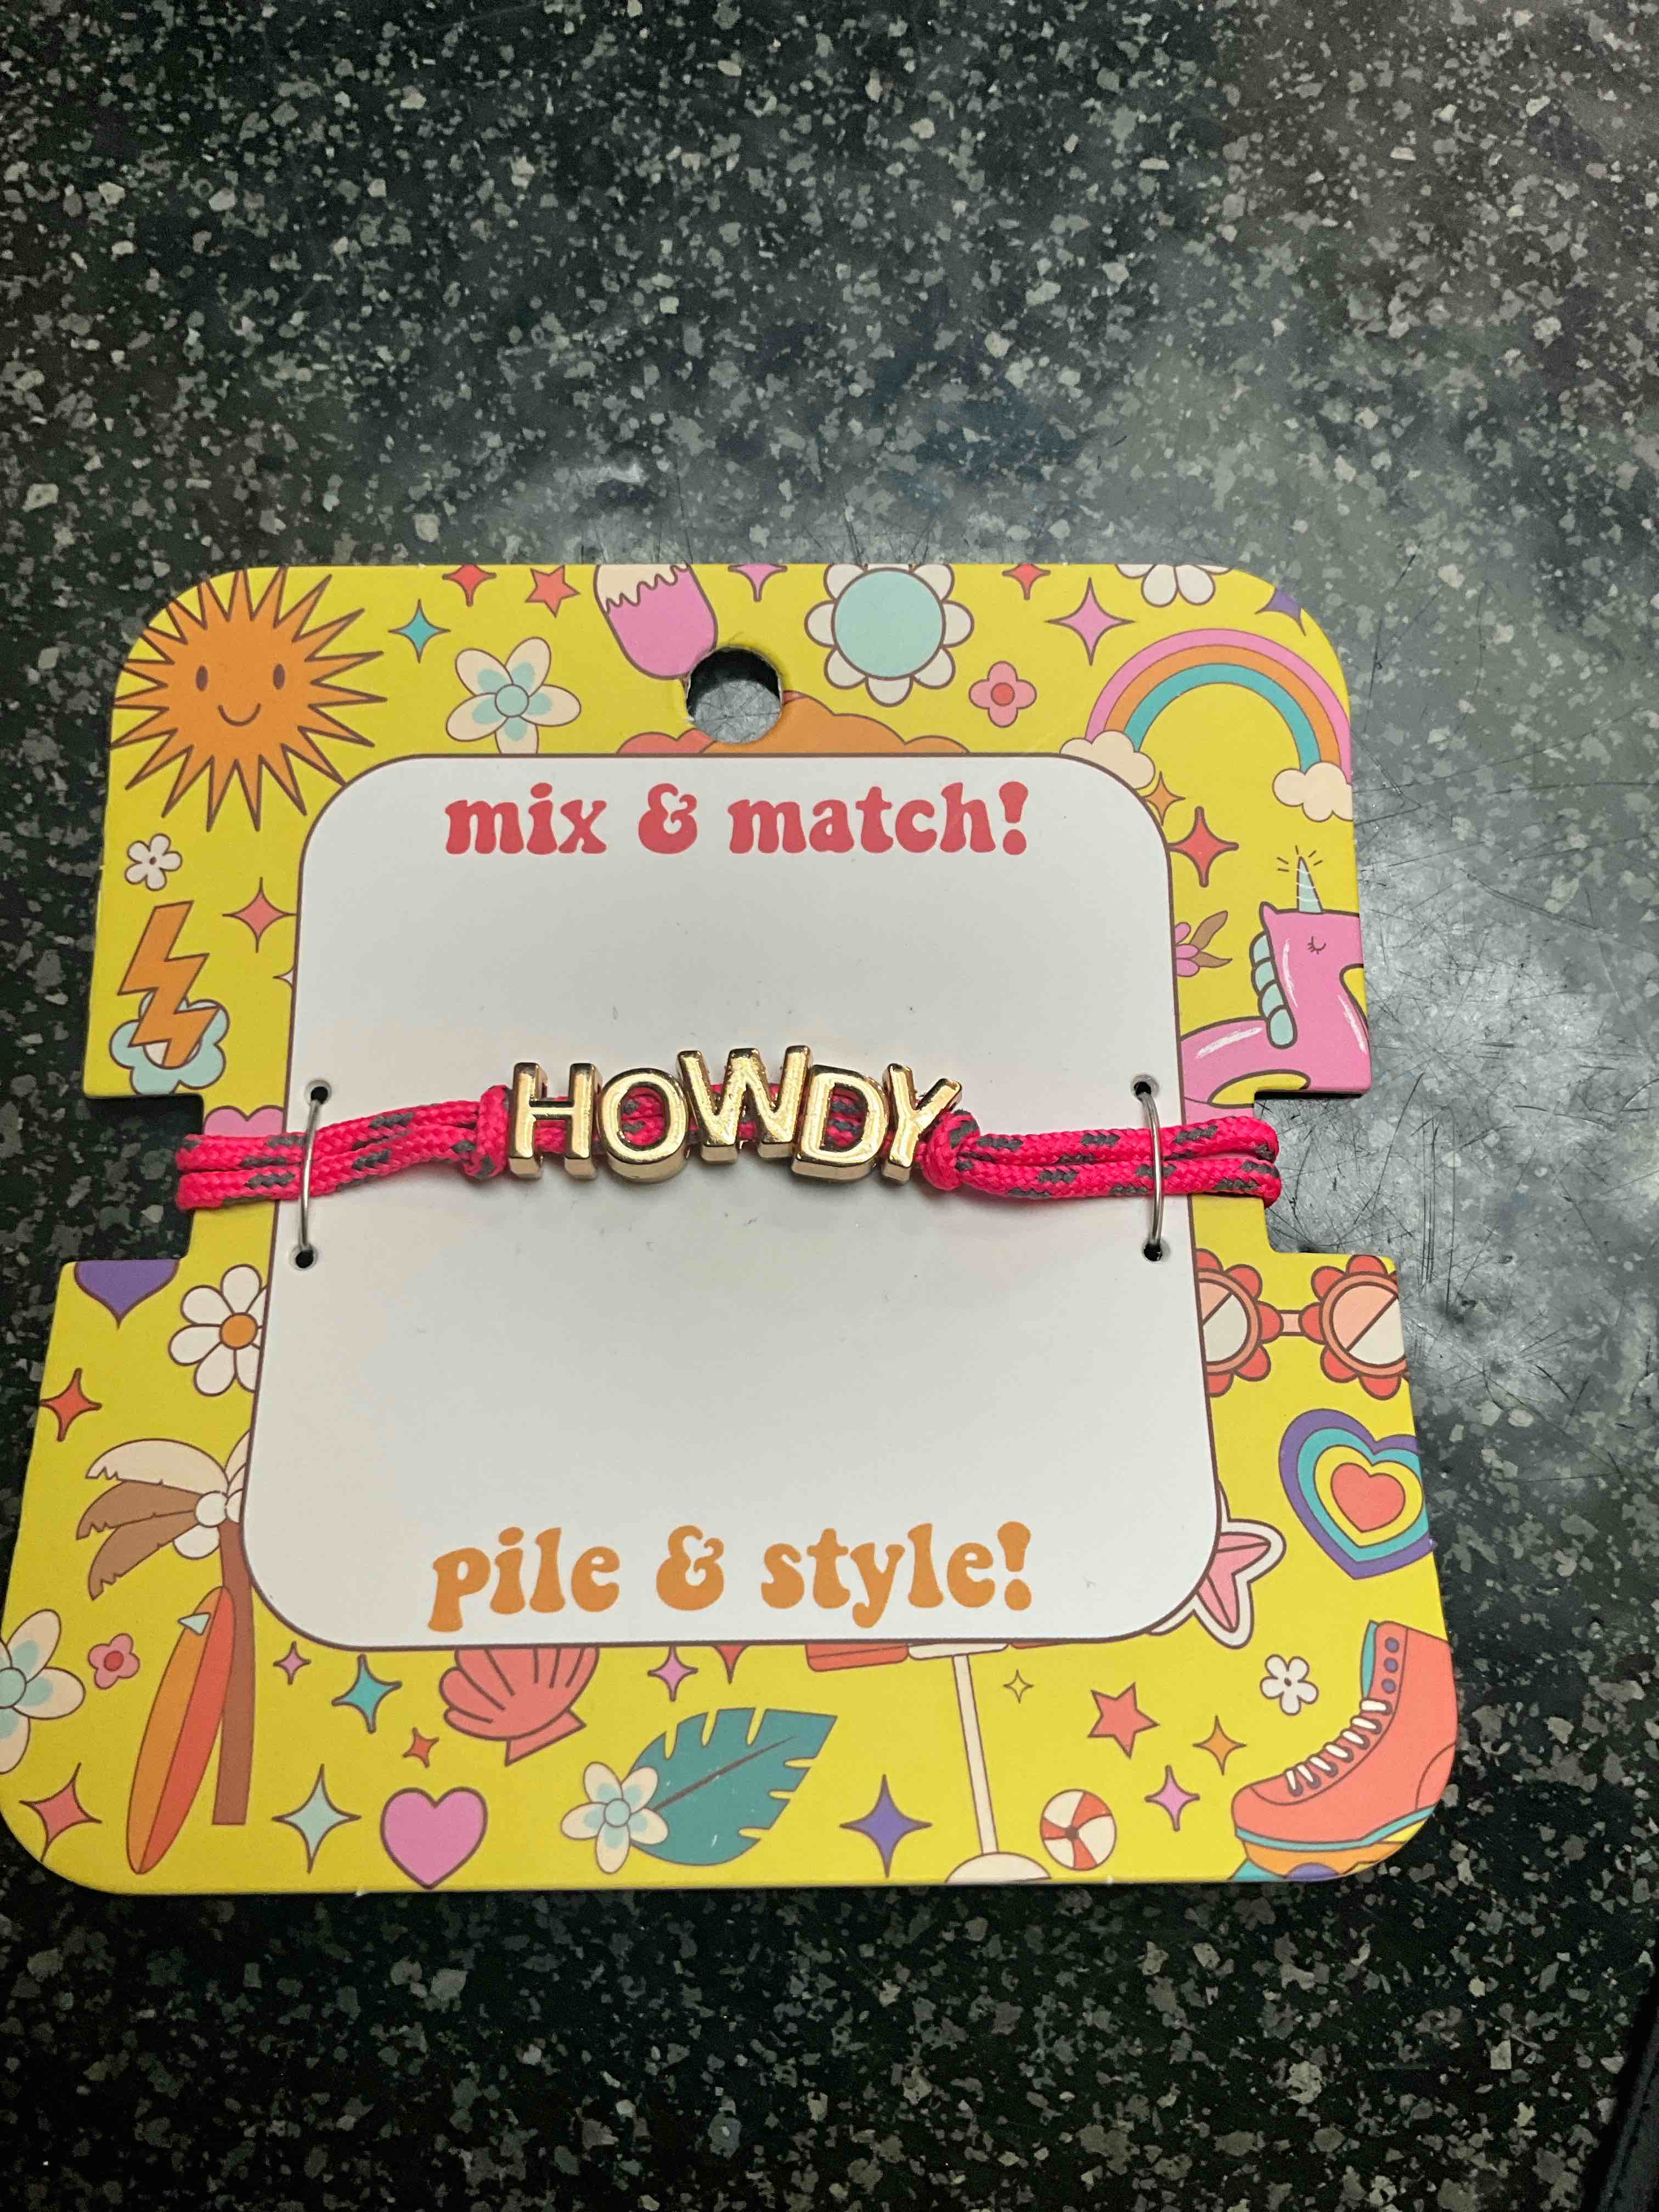 mix & match!
HOWDY
pile & style!